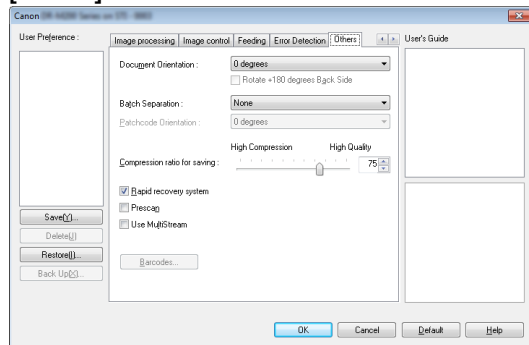 Canon
User Preference :
Image processing Image control Feeding Error Detection Others
User's Guide
Document Orientation :
0 degrees
Rotate +180 degrees Back Side
Batch Separation :
None
Patchcode Orientation :
0 degrees
High Compression High Quality
Compression ratio for saving :
75
Rapid recovery system
Prescan
Use MultiStream
Barcodes...
Save(Y)...
Delete(J)
Restore(I)...
Back Up(X)...
OK Cancel Default Help